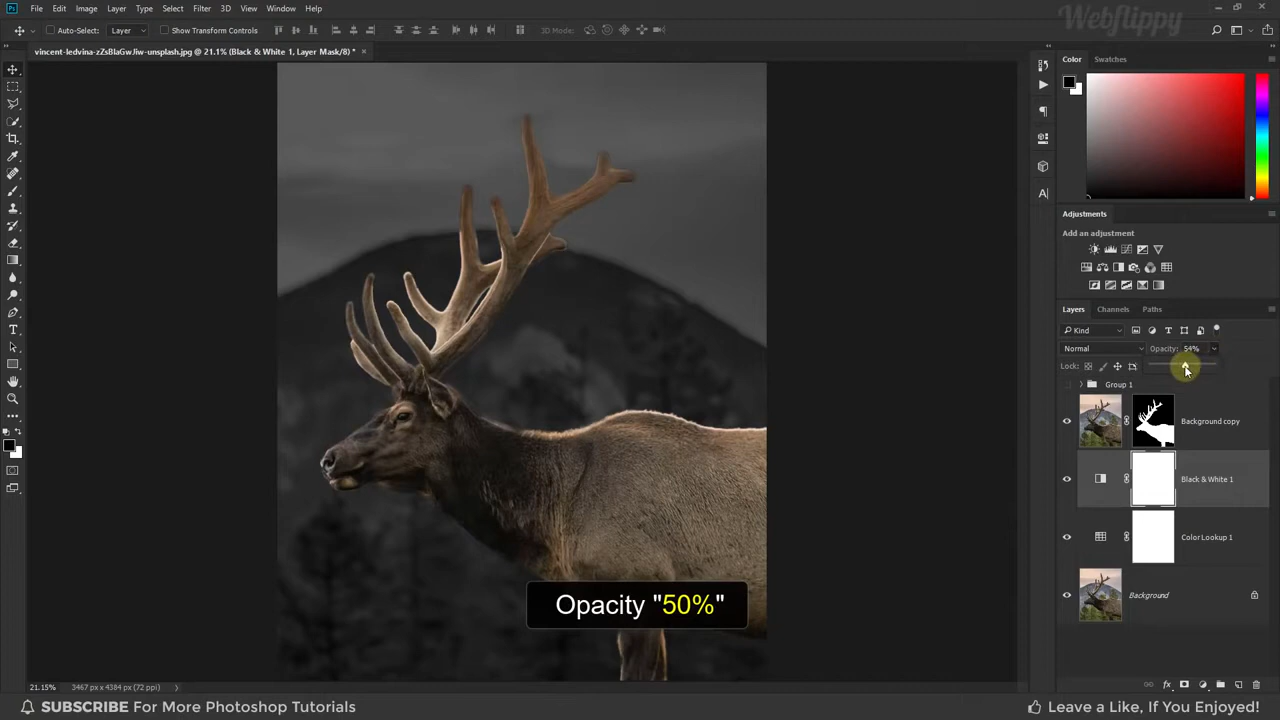 Webflippy
Ps File Edit Image Layer Type Select Filter 3D View Window Help
Auto-Select: Layer Show Transform Controls 3D Mode:
vincent-ledvina-zZsBlaGwJiw-unsplash.jpg @ 21.1% (Black & White 1, Layer Mask/8) * ×
Color Swatches
Adjustments
Add an adjustment
Layers Channels Paths
Kind
Normal Opacity: 54%
Lock:
Group 1
Background copy
Black & White 1
Color Lookup 1
Background
Opacity "50%"
21.15% 3467 px x 4384 px (72 ppi)
SUBSCRIBE For More Photoshop Tutorials
Leave a Like, If You Enjoyed!